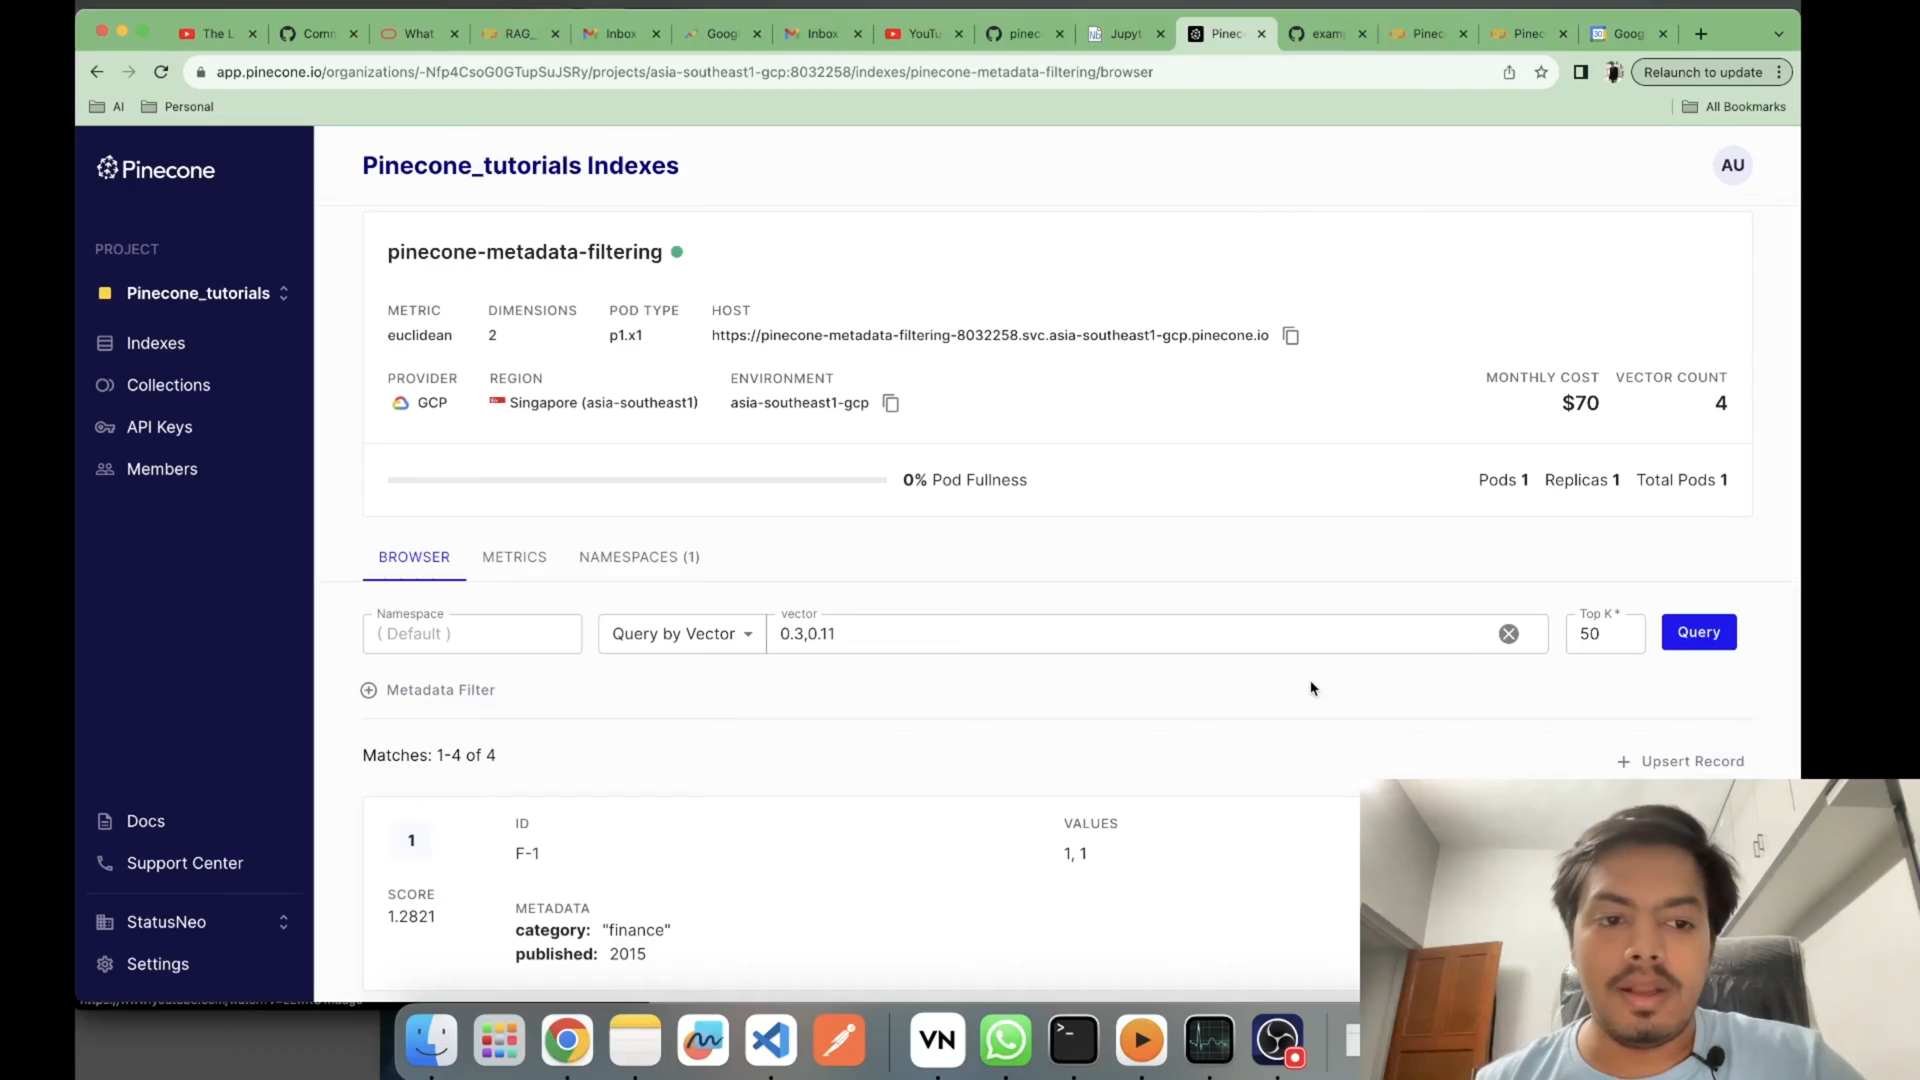 The L
Com
What
RAG_
Inbox
Goog
Inbox
YouTu
pinec
Jupyt
Pinec
exam
Pinec
Pinec
30
Goog
app.pinecone.io/organizations/-Nfp4CsoG0GTupSuJSRy/projects/asia-southeast1-gcp:8032258/indexes/pinecone-metadata-filtering/browser
Relaunch to update
AI
Personal
All Bookmarks
Pinecone
PROJECT
Pinecone_tutorials
Indexes
Collections
API Keys
Members
Docs
Support Center
StatusNeo
Settings
Pinecone_tutorials Indexes
AU
pinecone-metadata-filtering
METRIC
euclidean
DIMENSIONS
2
POD TYPE
p1.x1
HOST
https://pinecone-metadata-filtering-8032258.svc.asia-southeast1-gcp.pinecone.io
PROVIDER
GCP
REGION
Singapore (asia-southeast1)
ENVIRONMENT
asia-southeast1-gcp
MONTHLY COST
$70
VECTOR COUNT
4
0% Pod Fullness
Pods 1 Replicas 1 Total Pods 1
BROWSER METRICS NAMESPACES (1)
Namespace
( Default )
Query by Vector
vector
0.3,0.11
Top K *
50
Query
Metadata Filter
Matches: 1-4 of 4
+ Upsert Record
1
ID
F-1
VALUES
1, 1
SCORE
1.2821
METADATA
category: "finance"
published: 2015
VN